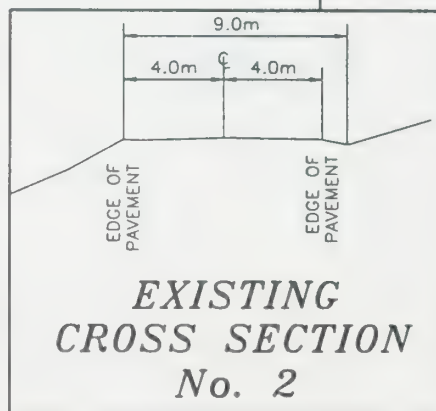 9.0m
4.0m ℄ 4.0m
EDGE OF
PAVEMENT
EDGE OF
PAVEMENT
EXISTING
CROSS SECTION
No. 2